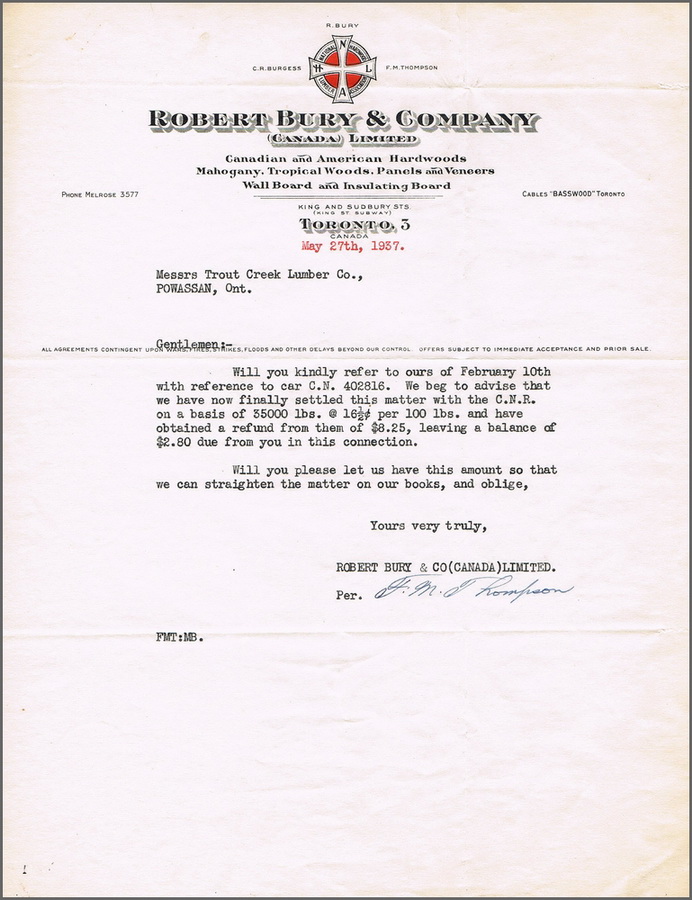 R. BURY
C.R. BURGESS
F.M. THOMPSON
NATIONAL HARDWOOD
N
H L
A
LUMBER ASSOCIATION
ROBERT BURY & COMPANY
(CANADA) LIMITED
Canadian and American Hardwoods
Mahogany, Tropical Woods, Panels and Veneers
Wall Board and Insulating Board
PHONE MELROSE 3577
CABLES "BASSWOOD" TORONTO
KING AND SUDBURY STS.
(KING ST. SUBWAY)
TORONTO, 3
CANADA
May 27th, 1937.
Messrs Trout Creek Lumber Co.,
POWASSAN, Ont.
Gentlemen:-
ALL AGREEMENTS CONTINGENT UPON WARS, FIRES, STRIKES, FLOODS AND OTHER DELAYS BEYOND OUR CONTROL. OFFERS SUBJECT TO IMMEDIATE ACCEPTANCE AND PRIOR SALE.
Will you kindly refer to ours of February 10th
with reference to car C.N. 402816. We beg to advise that
we have now finally settled this matter with the C.N.R.
on a basis of 35000 lbs. @ 16½¢ per 100 lbs. and have
obtained a refund from them of $8.25, leaving a balance of
$2.80 due from you in this connection.
Will you please let us have this amount so that
we can straighten the matter on our books, and oblige,
Yours very truly,
ROBERT BURY & CO(CANADA)LIMITED.
Per. F. M. Thompson
FMT:MB.